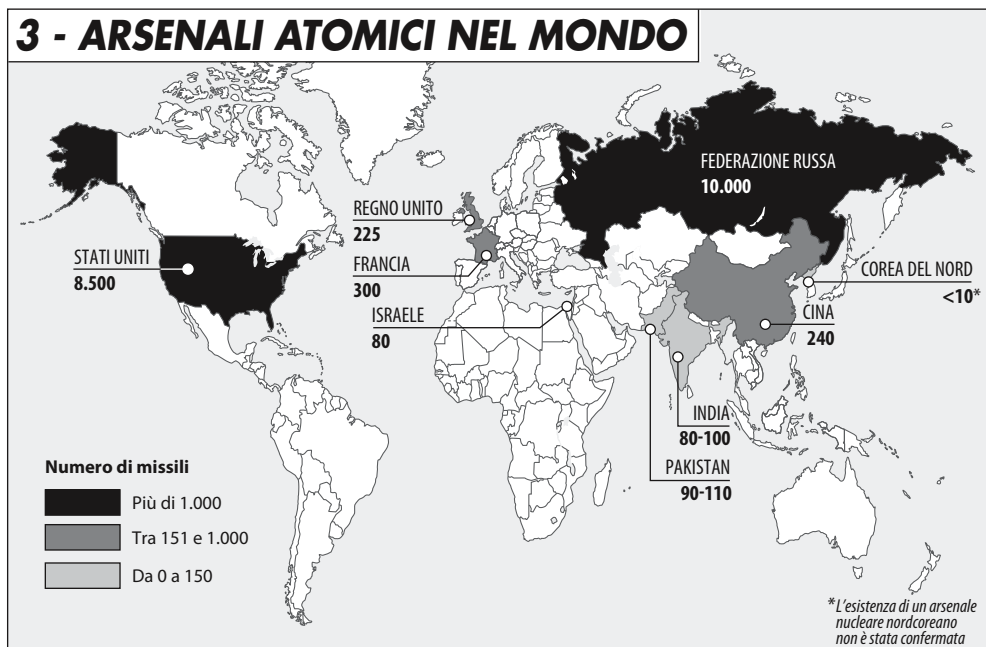 3 - ARSENALI ATOMICI NEL MONDO
FEDERAZIONE RUSSA
10.000
REGNO UNITO
225
STATI UNITI
8.500
FRANCIA
300
COREA DEL NORD
<10*
ISRAELE
80
CINA
240
INDIA
80-100
PAKISTAN
90-110
Numero di missili
Più di 1.000
Tra 151 e 1.000
Da 0 a 150
* L'esistenza di un arsenale
nucleare nordcoreano
non è stata confermata